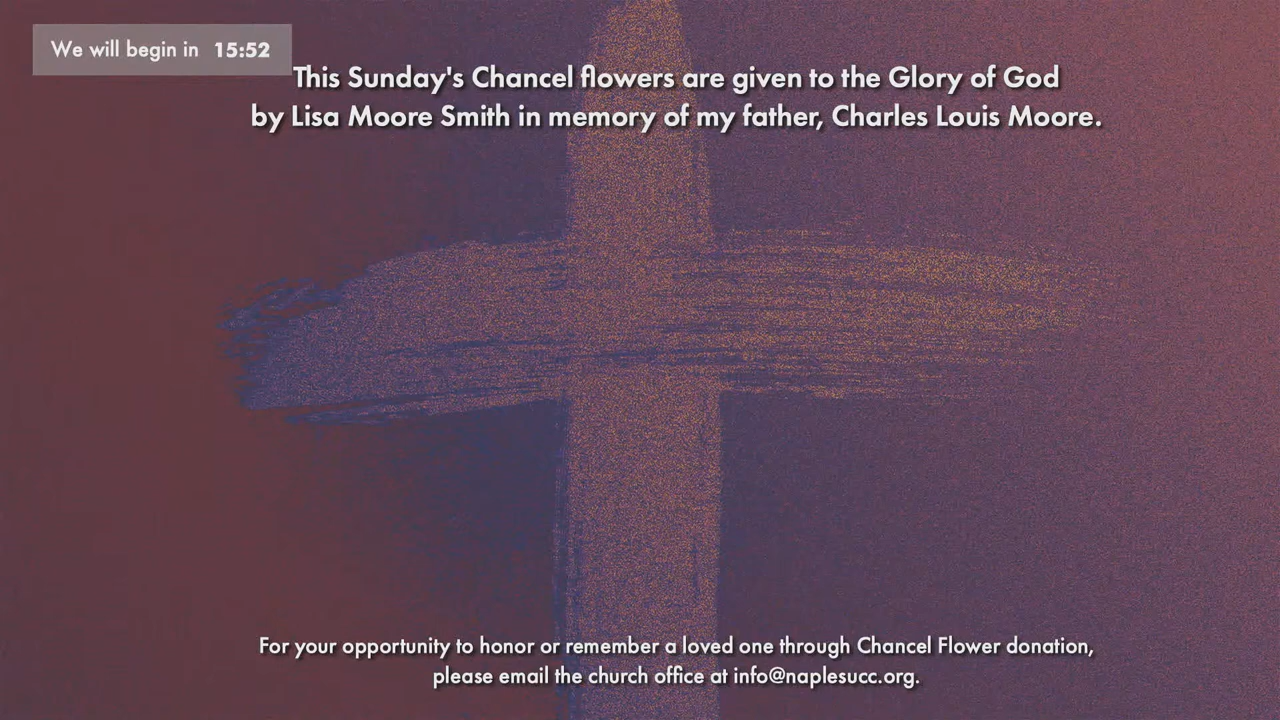 We will begin in 15:52
This Sunday's Chancel flowers are given to the Glory of God
by Lisa Moore Smith in memory of my father, Charles Louis Moore.
For your opportunity to honor or remember a loved one through Chancel Flower donation,
please email the church office at info@naplesucc.org.